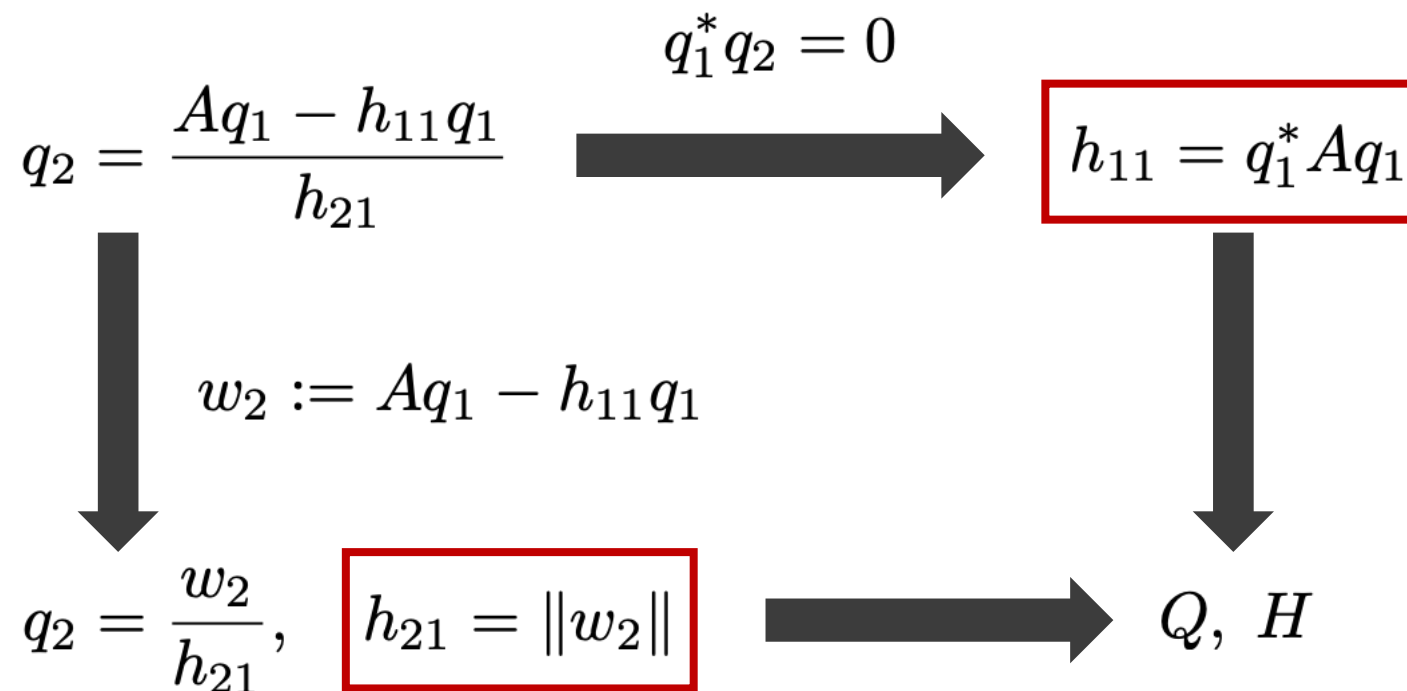 q_1^* q_2 = 0
q_2 = \frac{Aq_1 - h_{11}q_1}{h_{21}}
h_{11} = q_1^* Aq_1
w_2 := Aq_1 - h_{11}q_1
q_2 = \frac{w_2}{h_{21}}, h_{21} = \|w_2\|
Q, H